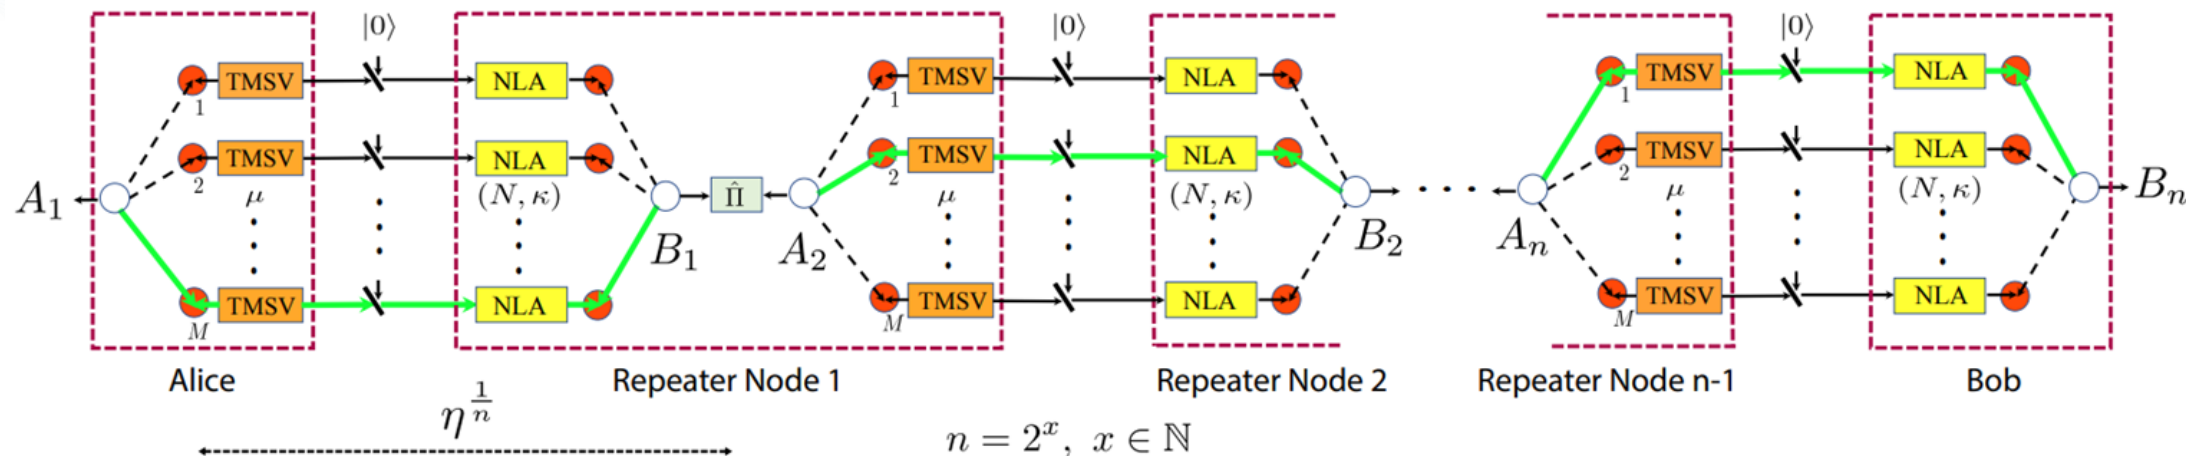 |0⟩ |0⟩ |0⟩
TMSV NLA TMSV NLA TMSV NLA
1 1 1
TMSV NLA TMSV NLA TMSV NLA
2 μ (N, κ) 2 μ (N, κ) 2 μ (N, κ)
A₁ Π̂ Bₙ
B₁ A₂ B₂ Aₙ
TMSV NLA TMSV NLA TMSV NLA
M M M
Alice Repeater Node 1 Repeater Node 2 Repeater Node n-1 Bob
η^{1/n} n = 2ˣ, x ∈ ℕ